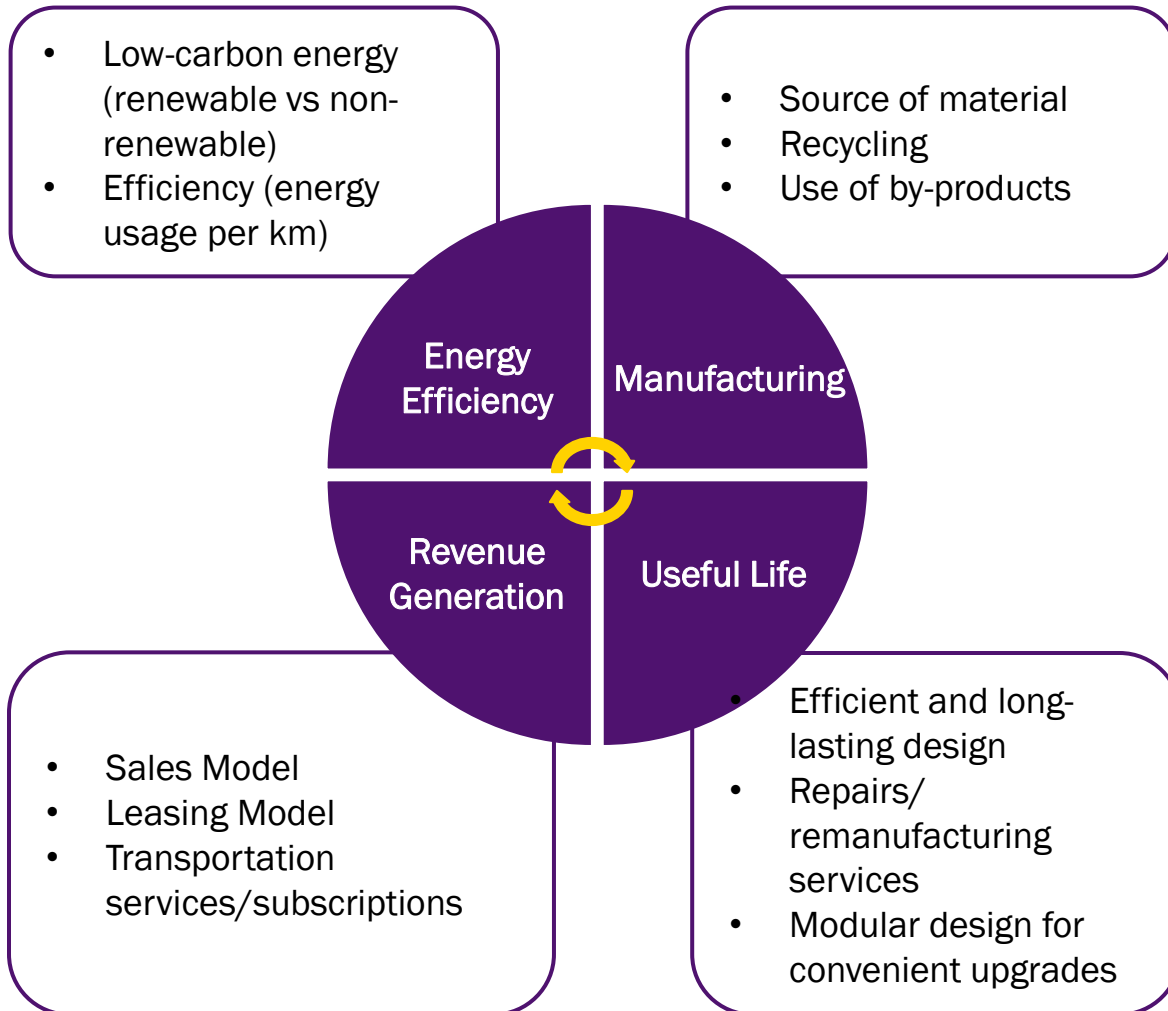 • Low-carbon energy
(renewable vs non-
renewable)
• Efficiency (energy
usage per km)
• Source of material
• Recycling
• Use of by-products
Energy
Efficiency
Manufacturing
Revenue
Generation
Useful Life
• Sales Model
• Leasing Model
• Transportation
services/subscriptions
• Efficient and long-
lasting design
• Repairs/
remanufacturing
services
• Modular design for
convenient upgrades